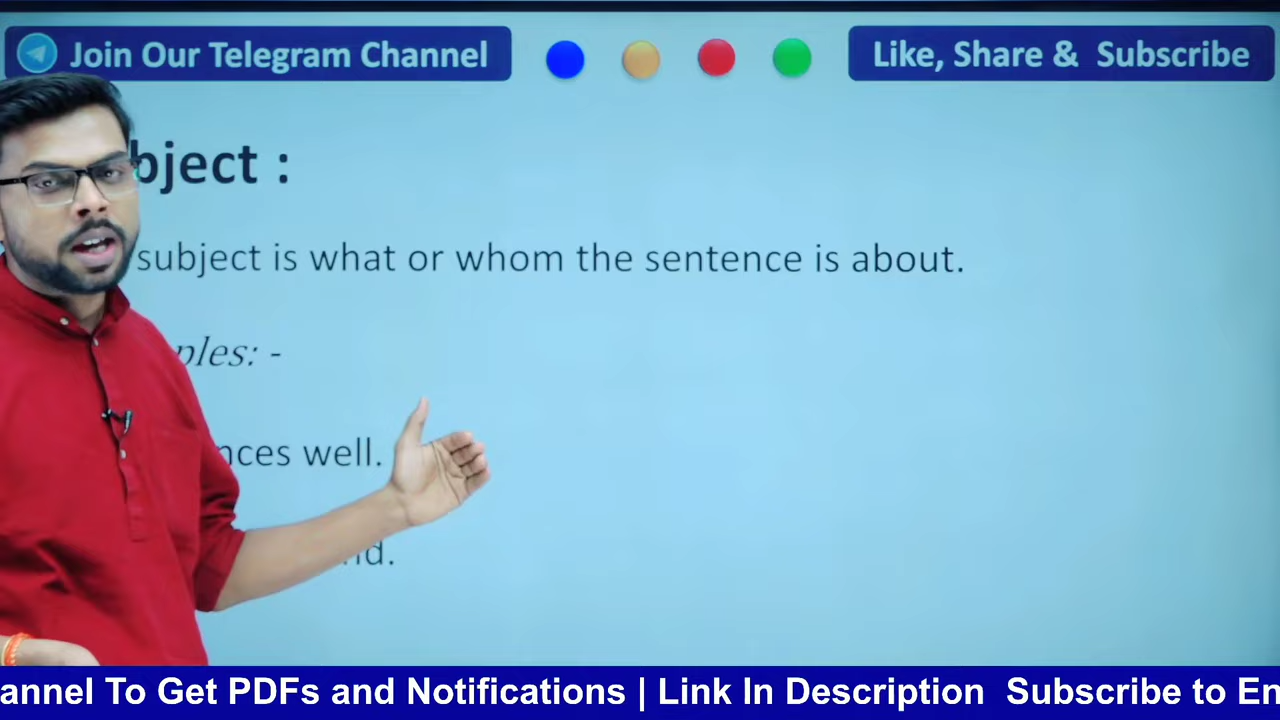 Join Our Telegram Channel
Like, Share & Subscribe
bject :
subject is what or whom the sentence is about.
ples: -
nces well.
nd.
annel To Get PDFs and Notifications | Link In Description Subscribe to En